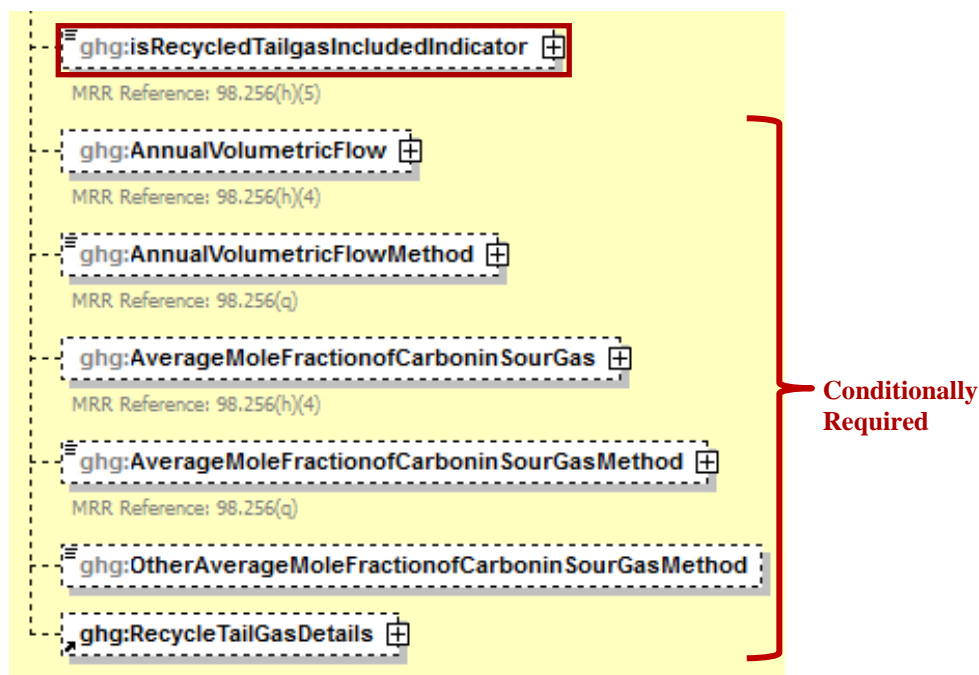 ghg:isRecycledTailgasIncludedIndicator
MRR Reference: 98.256(h)(5)
ghg:AnnualVolumetricFlow
MRR Reference: 98.256(h)(4)
ghg:AnnualVolumetricFlowMethod
MRR Reference: 98.256(q)
ghg:AverageMoleFractionofCarboninSourGas
MRR Reference: 98.256(h)(4)
ghg:AverageMoleFractionofCarboninSourGasMethod
MRR Reference: 98.256(q)
ghg:OtherAverageMoleFractionofCarboninSourGasMethod
ghg:RecycleTailGasDetails
Conditionally
Required